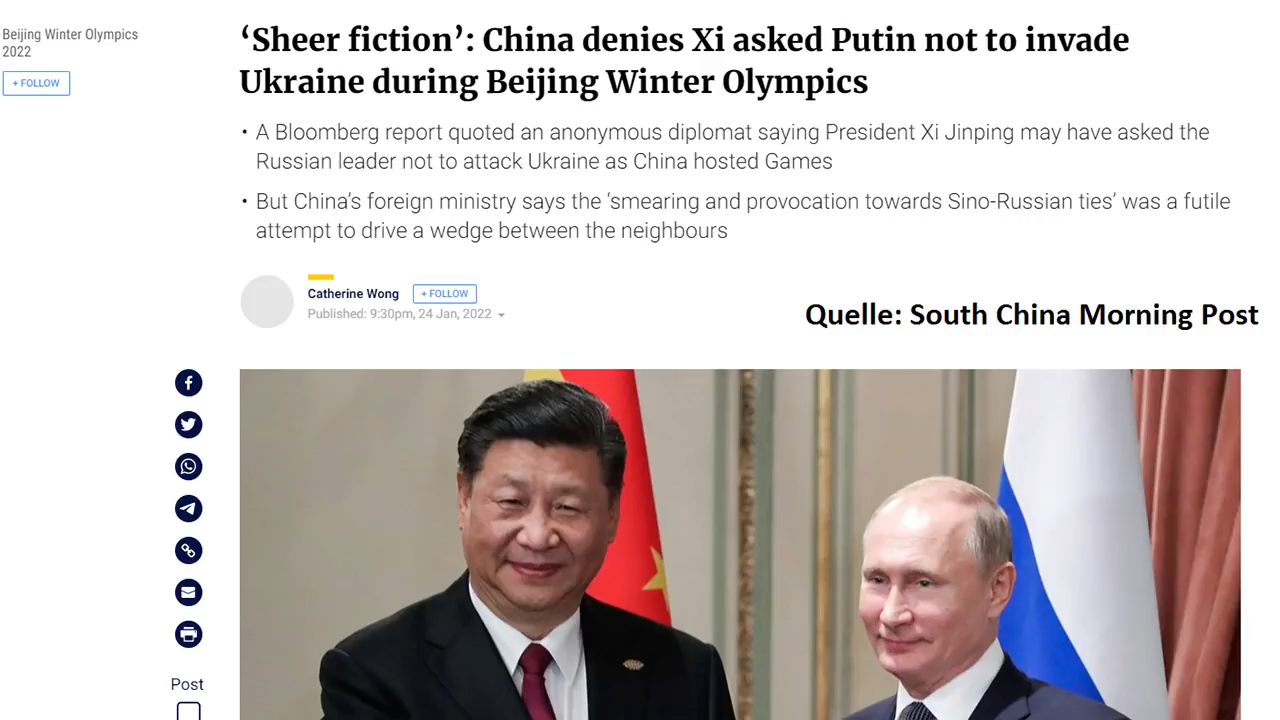 Beijing Winter Olympics
2022
+ FOLLOW
‘Sheer fiction’: China denies Xi asked Putin not to invade
Ukraine during Beijing Winter Olympics
• A Bloomberg report quoted an anonymous diplomat saying President Xi Jinping may have asked the
Russian leader not to attack Ukraine as China hosted Games
• But China’s foreign ministry says the ‘smearing and provocation towards Sino-Russian ties’ was a futile
attempt to drive a wedge between the neighbours
Catherine Wong + FOLLOW
Published: 9:30pm, 24 Jan, 2022
Quelle: South China Morning Post
Post